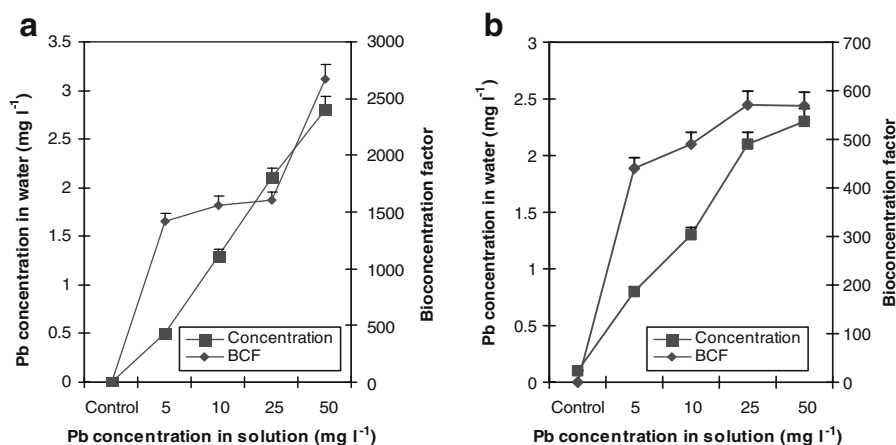 a
3.5
3
2.5
2
1.5
1
0.5
0
Pb concentration in water (mg l-1)
3000
2500
2000
1500
1000
500
0
Bioconcentration factor
Concentration
BCF
Control 5 10 25 50
Pb concentration in solution (mg l-1)
b
3
2.5
2
1.5
1
0.5
0
Pb concentration in water (mg l-1)
700
600
500
400
300
200
100
0
Bioconcentration factor
Concentration
BCF
Control 5 10 25 50
Pb concentration in solution (mg l-1)